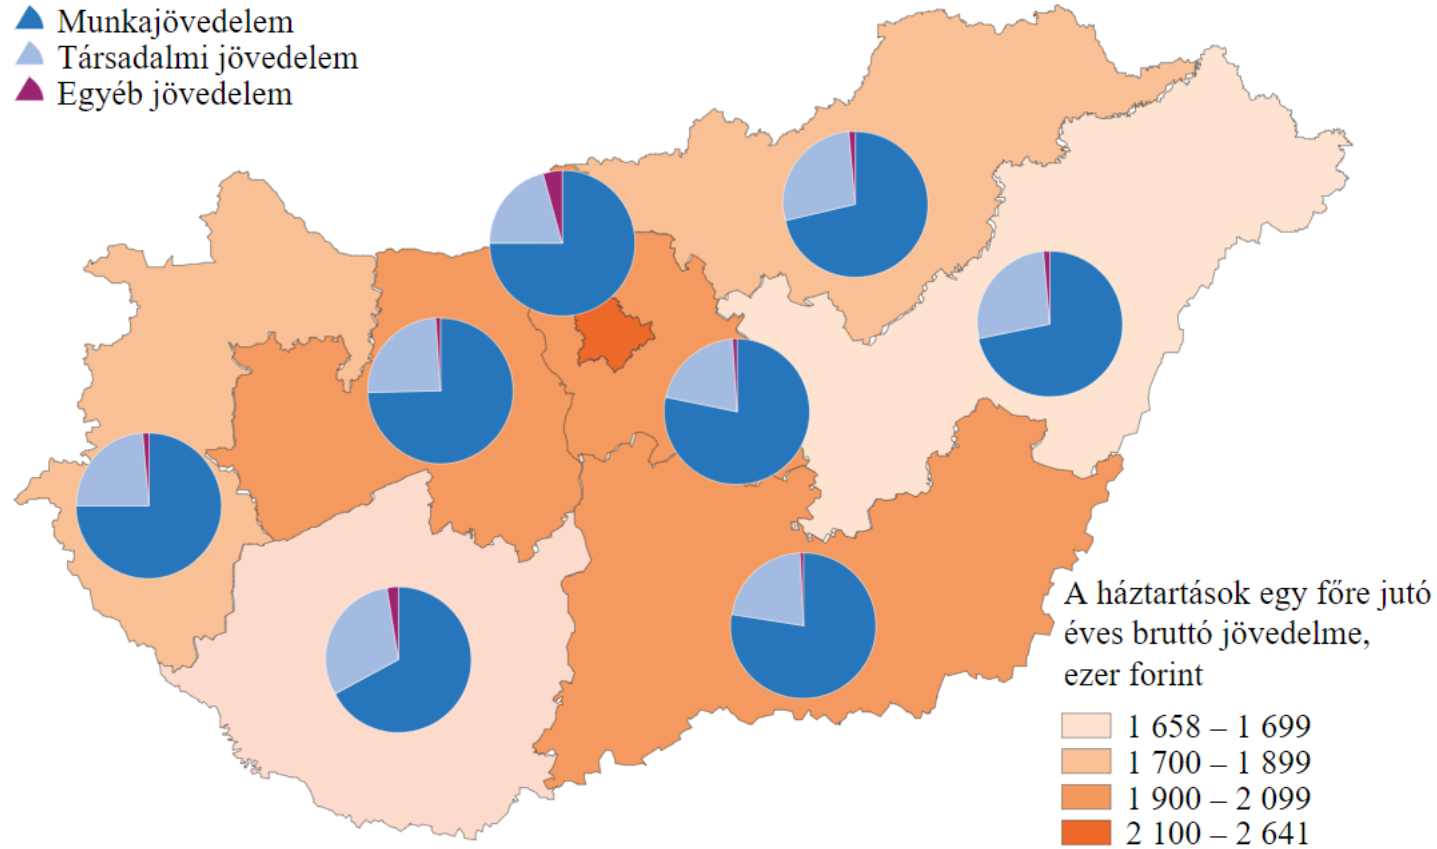 Munkajövedelem
Társadalmi jövedelem
Egyéb jövedelem
A háztartások egy főre jutó
éves bruttó jövedelme,
ezer forint
1 658 – 1 699
1 700 – 1 899
1 900 – 2 099
2 100 – 2 641